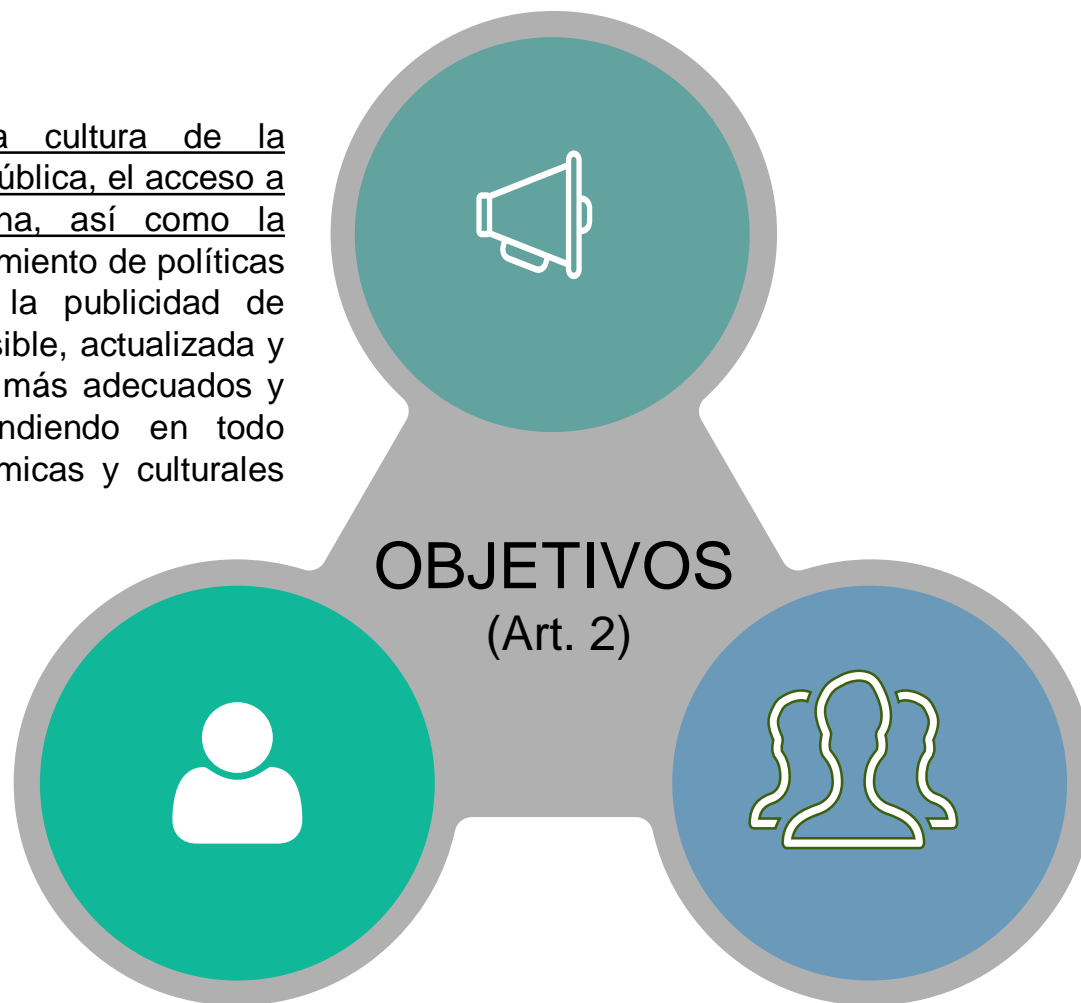 cultura de la
ública, el acceso a
na, así como la
miento de políticas
la publicidad de
sible, actualizada y
más adecuados y
ndiendo en todo
micas y culturales
OBJETIVOS
(Art. 2)